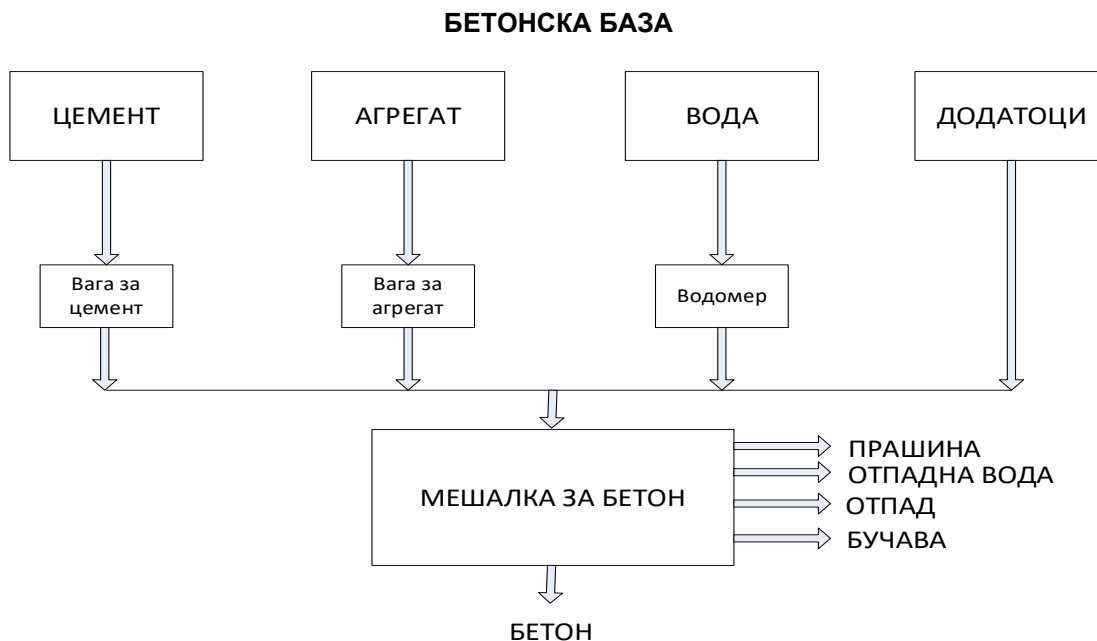 БЕТОНСКА БАЗА
ЦЕМЕНТ
АГРЕГАТ
ВОДА
ДОДАТОЦИ
Вага за
цемент
Вага за
агрегат
Водомер
МЕШАЛКА ЗА БЕТОН
ПРАШИНА
ОТПАДНА ВОДА
ОТПАД
БУЧАВА
БЕТОН